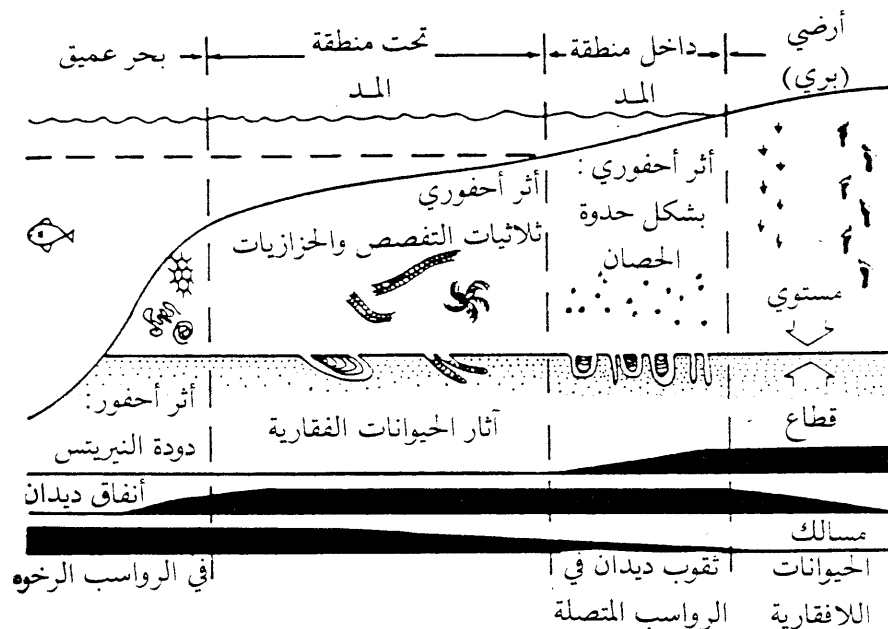 أرضي
(بري)
داخل منطقة
المد
تحت منطقة
المد
بحر عميق
أثر أحفوري :
بشكل حدوة
الحصان
أثر أحفوري
ثلاثيات التفصص والحزازيات
مستوي
قطاع
آثار الحيوانات الفقارية
أثر أحفور:
دودة النيريتس
أنفاق ديدان
مسالك
الحيوانات
اللافقارية
ثقوب ديدان في
الرواسب المتصلة
في الرواسب الرخوه